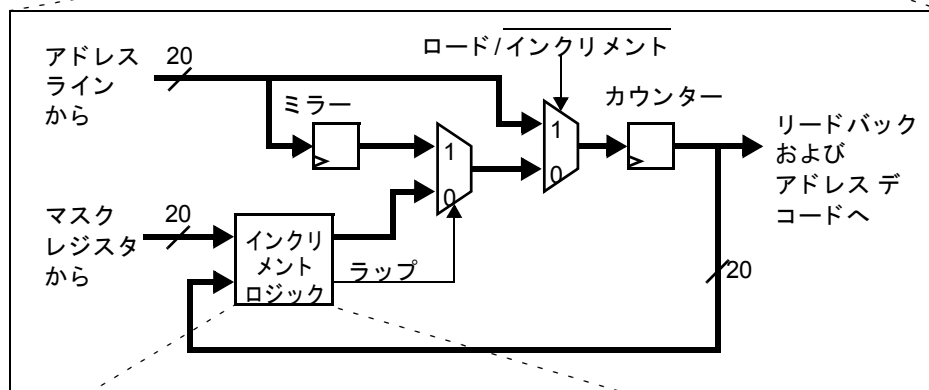 ロード/インクリメント
アドレス
ラインから
20
ミラー
カウンター
1
0
1
0
リードバック
および
アドレス デ
コードへ
マスク
レジスタ
から
20
インクリ
メント
ロジック
ラップ
20